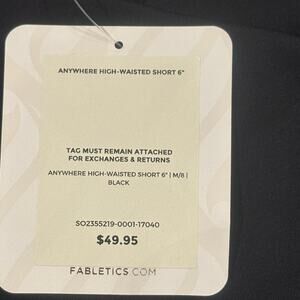 ANYWHERE HIGH-WAISTED SHORT 6"
TAG MUST REMAIN ATTACHED
FOR EXCHANGES & RETURNS
ANYWHERE HIGH-WAISTED SHORT 6" | M/8 |
BLACK
SO2355219-0001-17040
$49.95
FABLETICS.COM